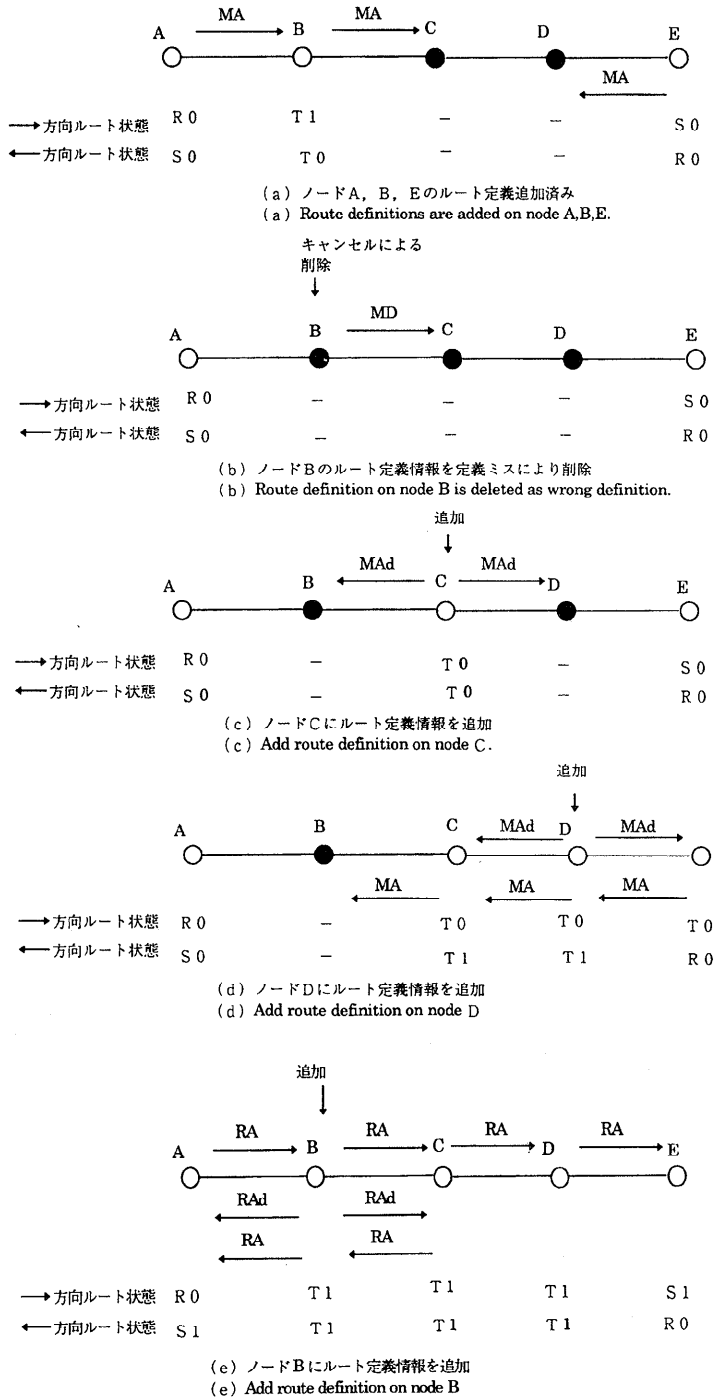 MA MA
A B C D E
MA
→方向ルート状態 R0 T1 − − S0
←方向ルート状態 S0 T0 − − R0
(a) ノードA, B, Eのルート定義追加済み
(a) Route definitions are added on node A,B,E.
キャンセルによる
削除
↓
MD
A B C D E
→方向ルート状態 R0 − − − S0
←方向ルート状態 S0 − − − R0
(b) ノードBのルート定義情報を定義ミスにより削除
(b) Route definition on node B is deleted as wrong definition.
追加
↓
MAd MAd
A B C D E
→方向ルート状態 R0 − T0 − S0
←方向ルート状態 S0 − T0 − R0
(c) ノードCにルート定義情報を追加
(c) Add route definition on node C.
追加
↓
A B C MAd D MAd
MA MA MA
→方向ルート状態 R0 − T0 T0 T0
←方向ルート状態 S0 − T1 T1 R0
(d) ノードDにルート定義情報を追加
(d) Add route definition on node D
追加
↓
RA RA RA RA
A B C D E
RAd RAd
RA RA
→方向ルート状態 R0 T1 T1 T1 S1
←方向ルート状態 S1 T1 T1 T1 R0
(e) ノードBにルート定義情報を追加
(e) Add route definition on node B